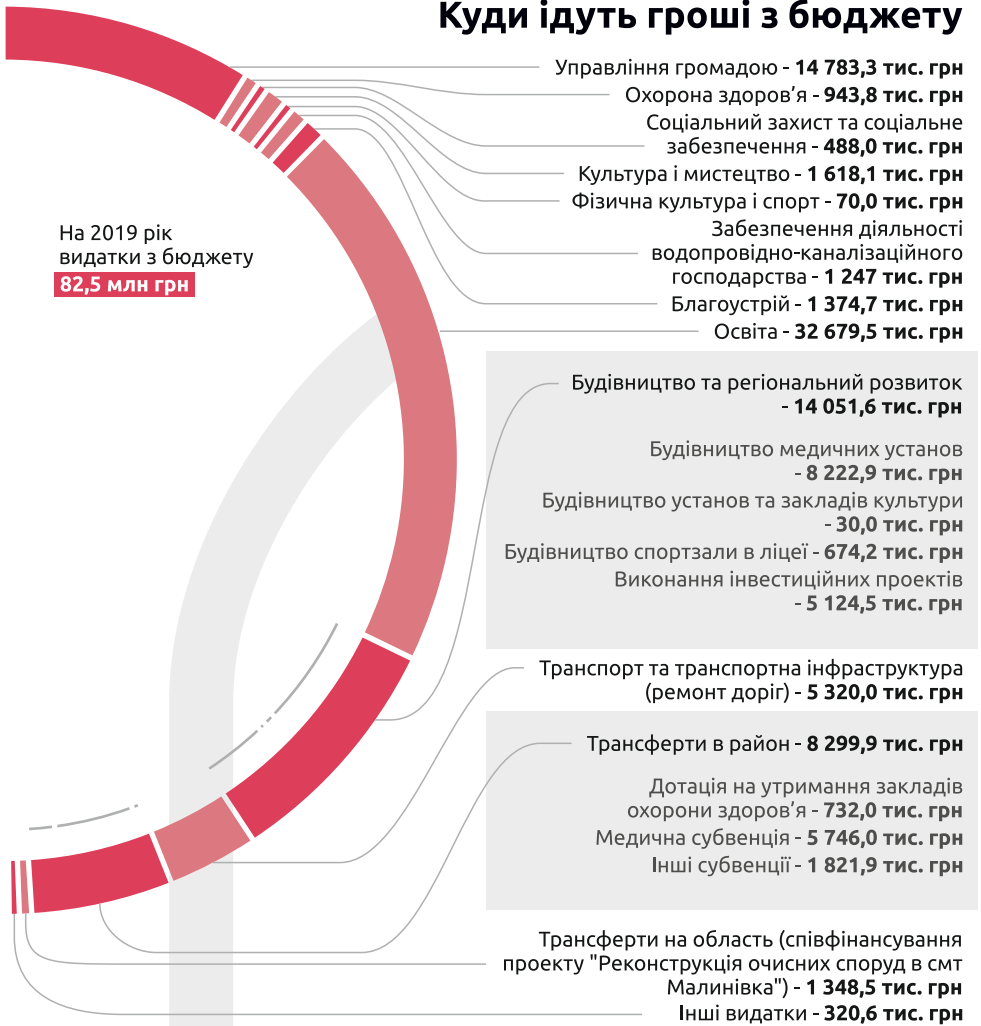 Куди ідуть гроші з бюджету
Управління громадою - 14 783,3 тис. грн
Охорона здоров’я - 943,8 тис. грн
Соціальний захист та соціальне
забезпечення - 488,0 тис. грн
Культура і мистецтво - 1 618,1 тис. грн
Фізична культура і спорт - 70,0 тис. грн
Забезпечення діяльності
водопровідно-каналізаційного
господарства - 1 247 тис. грн
Благоустрій - 1 374,7 тис. грн
Освіта - 32 679,5 тис. грн
На 2019 рік
видатки з бюджету
82,5 млн грн
Будівництво та регіональний розвиток
- 14 051,6 тис. грн
Будівництво медичних установ
- 8 222,9 тис. грн
Будівництво установ та закладів культури
- 30,0 тис. грн
Будівництво спортзали в ліцеї - 674,2 тис. грн
Виконання інвестиційних проектів
- 5 124,5 тис. грн
Транспорт та транспортна інфраструктура
(ремонт доріг) - 5 320,0 тис. грн
Трансферти в район - 8 299,9 тис. грн
Дотація на утримання закладів
охорони здоров’я - 732,0 тис. грн
Медична субвенція - 5 746,0 тис. грн
Інші субвенції - 1 821,9 тис. грн
Трансферти на область (співфінансування
проекту "Реконструкція очисних споруд в смт
Малинівка") - 1 348,5 тис. грн
Інші видатки - 320,6 тис. грн